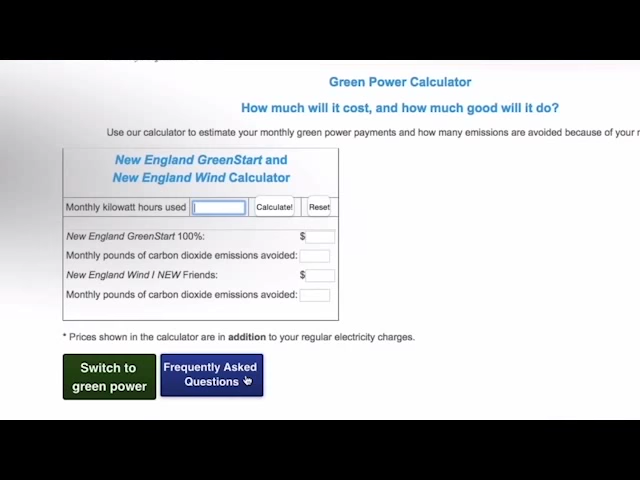 Green Power Calculator
How much will it cost, and how much good will it do?
Use our calculator to estimate your monthly green power payments and how many emissions are avoided because of your
New England GreenStart and
New England Wind Calculator
Monthly kilowatt hours used Calculate! Reset
New England GreenStart 100%: $
Monthly pounds of carbon dioxide emissions avoided:
New England Wind I NEW Friends: $
Monthly pounds of carbon dioxide emissions avoided:
* Prices shown in the calculator are in addition to your regular electricity charges.
Switch to
green power
Frequently Asked
Questions